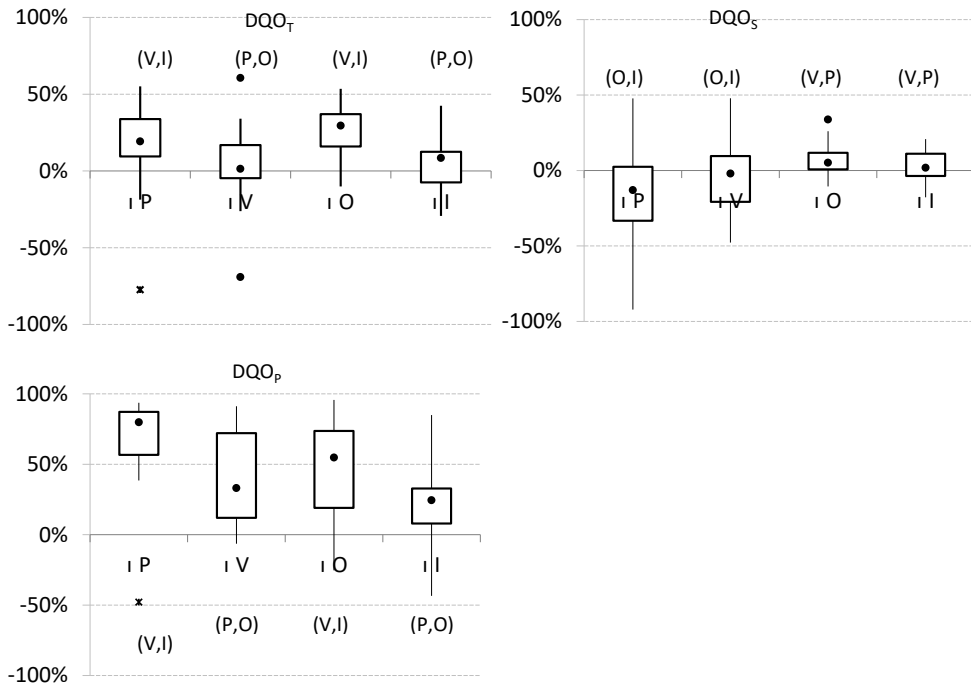 DQO_T
100%
50%
0%
-50%
-100%
(V,I) (P,O) (V,I) (P,O)
ı P ı V ı O ı I
DQO_S
100%
50%
0%
-50%
-100%
(O,I) (O,I) (V,P) (V,P)
ı P ı V ı O ı I
DQO_P
100%
50%
0%
-50%
-100%
ı P ı V ı O ı I
(V,I) (P,O) (V,I) (P,O)